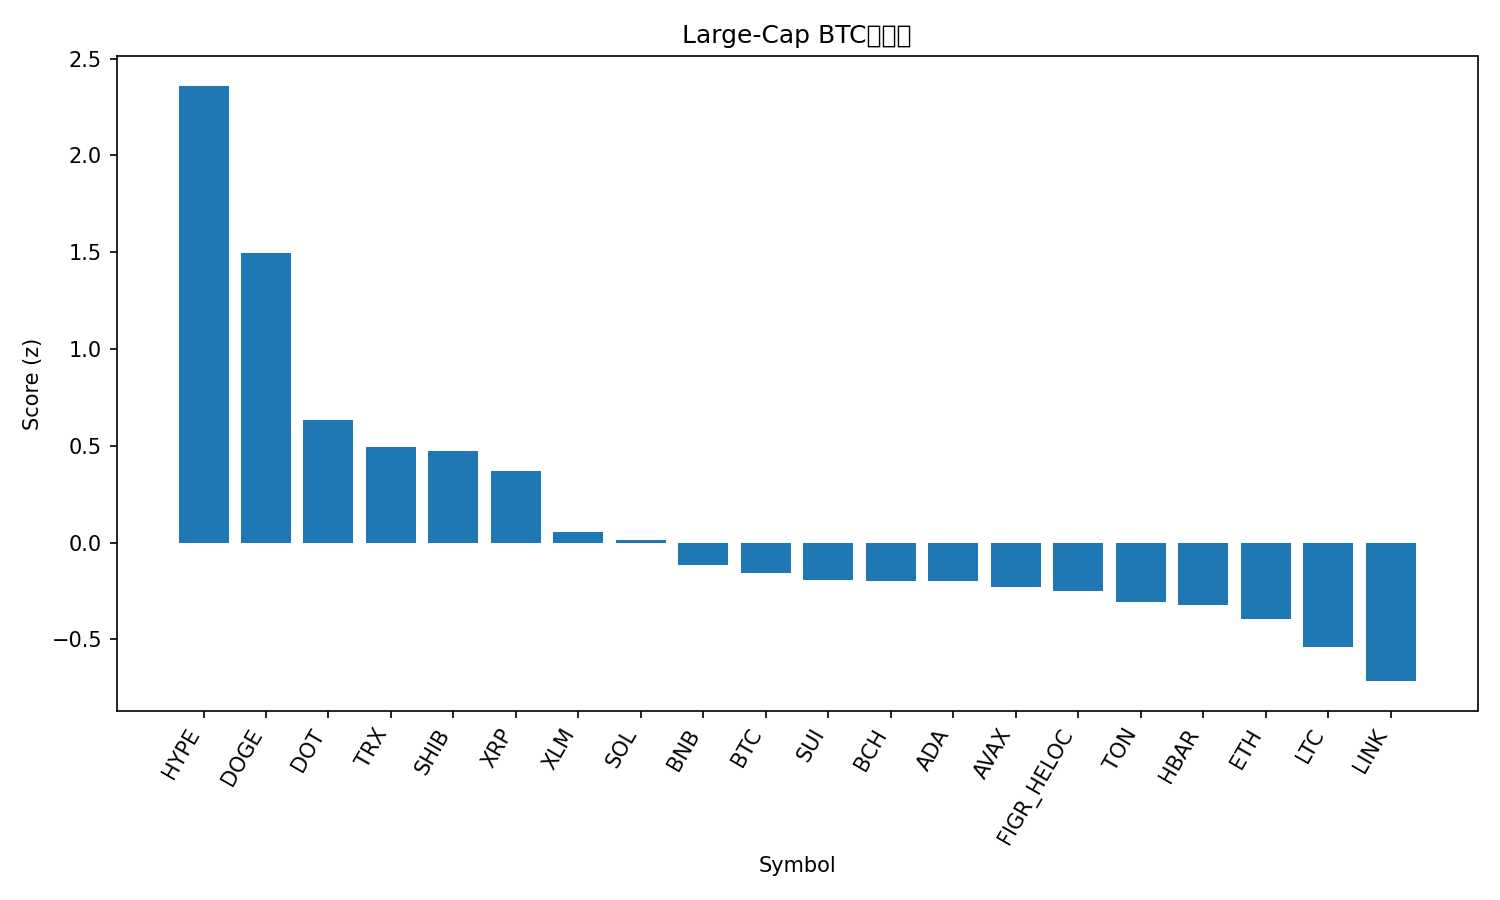 Large-Cap BTC
Score (z)
2.5
2.0
1.5
1.0
0.5
0.0
−0.5
HYPE
DOGE
DOT
TRX
SHIB
XRP
XLM
SOL
BNB
BTC
SUI
BCH
ADA
AVAX
FIGR_HELOC
TON
HBAR
ETH
LTC
LINK
Symbol